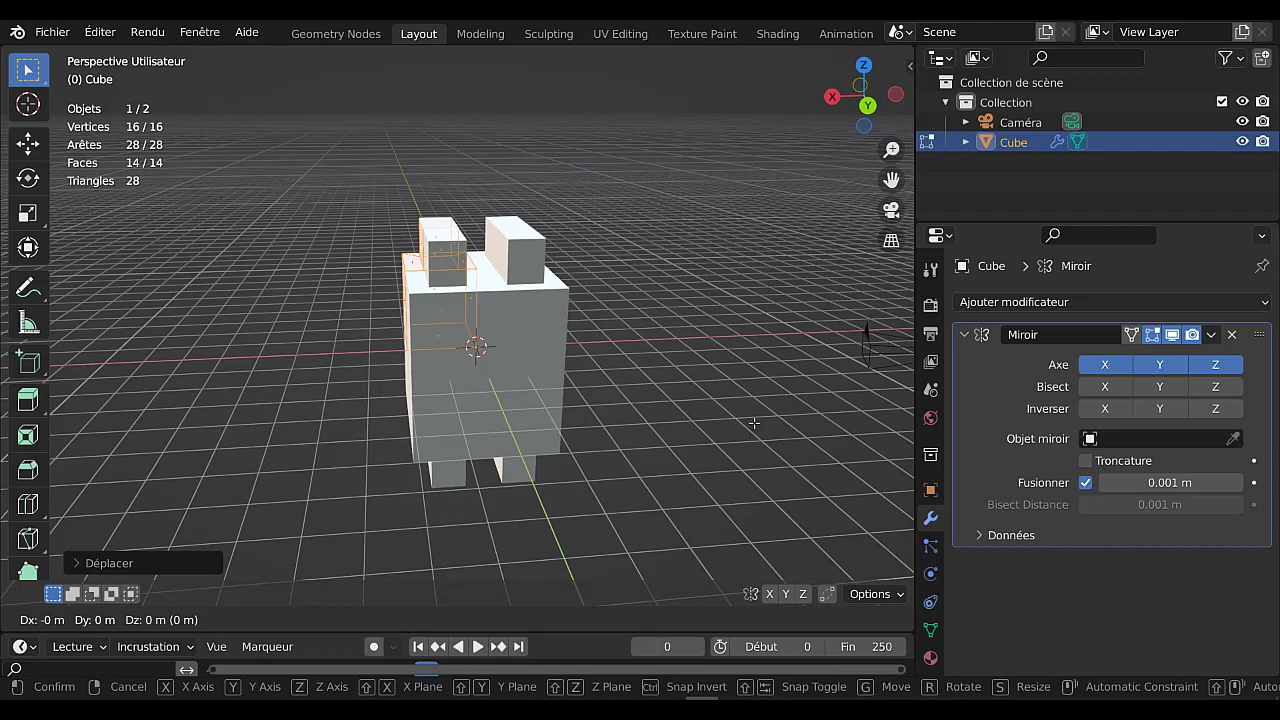 Fichier Éditer Rendu Fenêtre Aide Geometry Nodes Layout Modeling Sculpting UV Editing Texture Paint Shading Animation Scene View Layer
Perspective Utilisateur
(0) Cube
Objets 1 / 2
Vertices 16 / 16
Arêtes 28 / 28
Faces 14 / 14
Triangles 28
Z
X
Y
Collection de scène
Collection
Caméra
Cube
Cube > Miroir
Ajouter modificateur
Miroir
Axe X Y Z
Bisect X Y Z
Inverser X Y Z
Objet miroir
Troncature
Fusionner 0.001 m
Bisect Distance 0.001 m
Données
Déplacer
X Y Z Options
Dx: -0 m Dy: 0 m Dz: 0 m (0 m)
Lecture Incrustation Vue Marqueur 0 Début 0 Fin 250
Confirm Cancel X X Axis Y Y Axis Z Z Axis X X Plane Y Y Plane Z Z Plane Ctrl Snap Invert Snap Toggle G Move R Rotate S Resize Automatic Constraint Auto